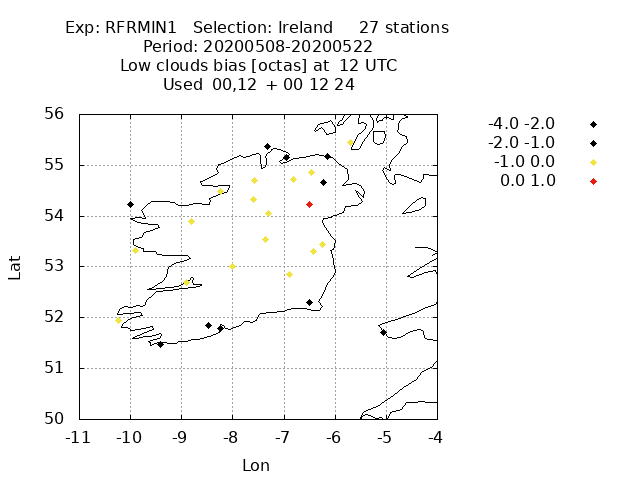 Exp: RFRMIN1 Selection: Ireland 27 stations
Period: 20200508-20200522
Low clouds bias [octas] at 12 UTC
Used 00,12 + 00 12 24
-4.0 -2.0
-2.0 -1.0
-1.0 0.0
0.0 1.0
56
55
54
53
52
51
50
Lat
-11 -10 -9 -8 -7 -6 -5 -4
Lon